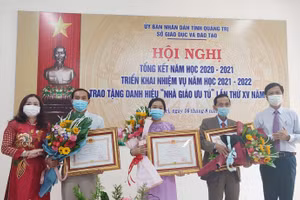 ỦY BAN NHÂN DÂN TỈNH QUẢNG TRỊ
SỞ GIÁO DỤC VÀ ĐÀO TẠO
HỘI NGHỊ
TỔNG KẾT NĂM HỌC 2020 - 2021
TRIỂN KHAI NHIỆM VỤ NĂM HỌC 2021 - 2022
TRAO TẶNG DANH HIỆU "NHÀ GIÁO ƯU TÚ" LẦN THỨ XV NĂM